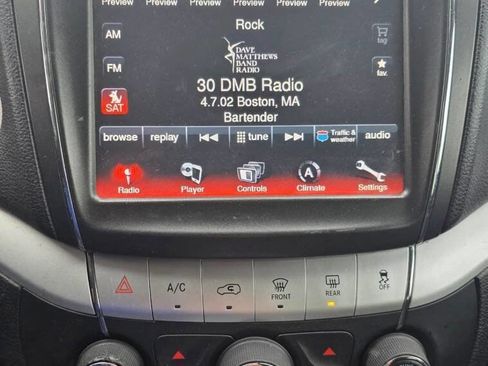 Preview Preview Preview Preview Preview Preview
Rock
AM
DAVE
MATTHEWS
BAND
RADIO
tag
FM
fav.
30 DMB Radio
SAT
4.7.02 Boston, MA
Bartender
browse replay tune Traffic & weather audio
Radio Player Controls Climate Settings
A/C FRONT REAR OFF